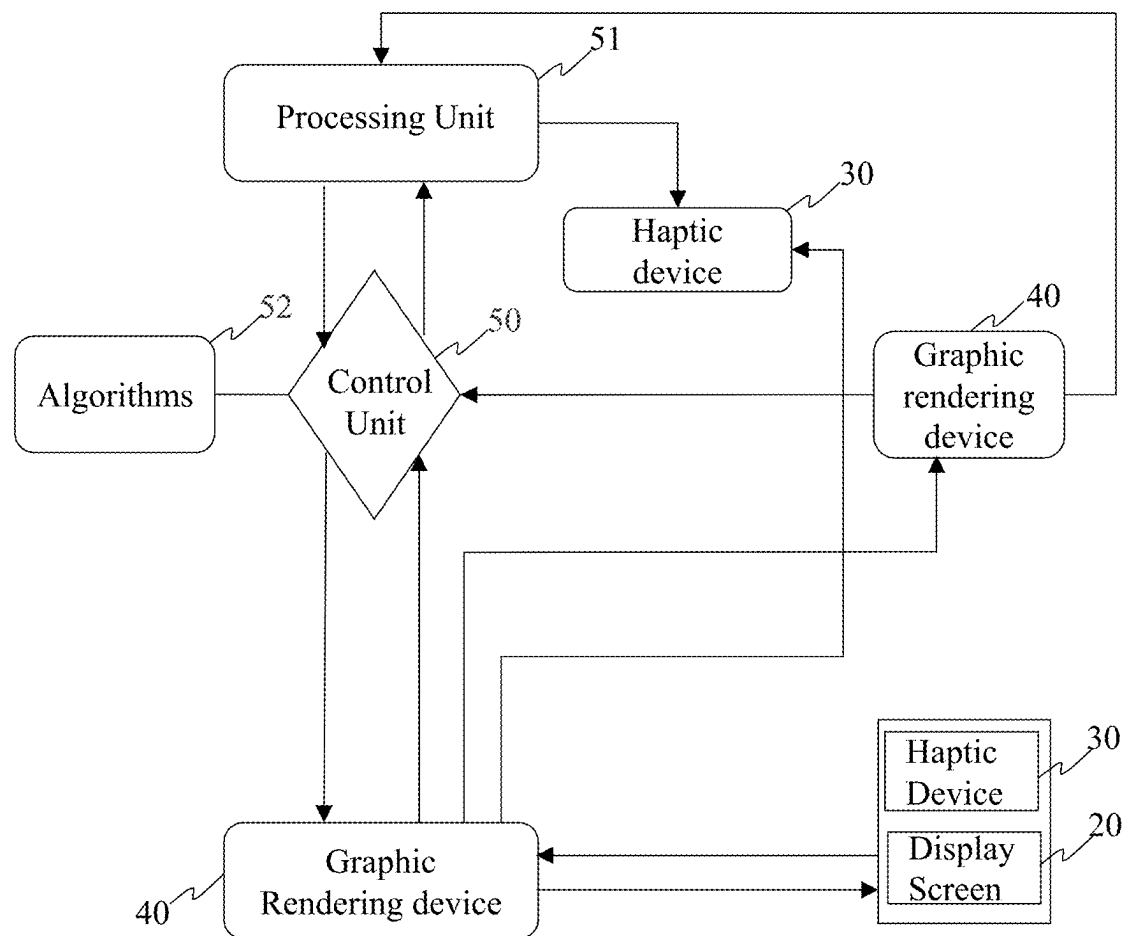 51
Processing Unit
30
Haptic
device
52
50
40
Algorithms
Control
Unit
Graphic
rendering
device
Haptic
Device
30
20
Display
Screen
Graphic
Rendering device
40